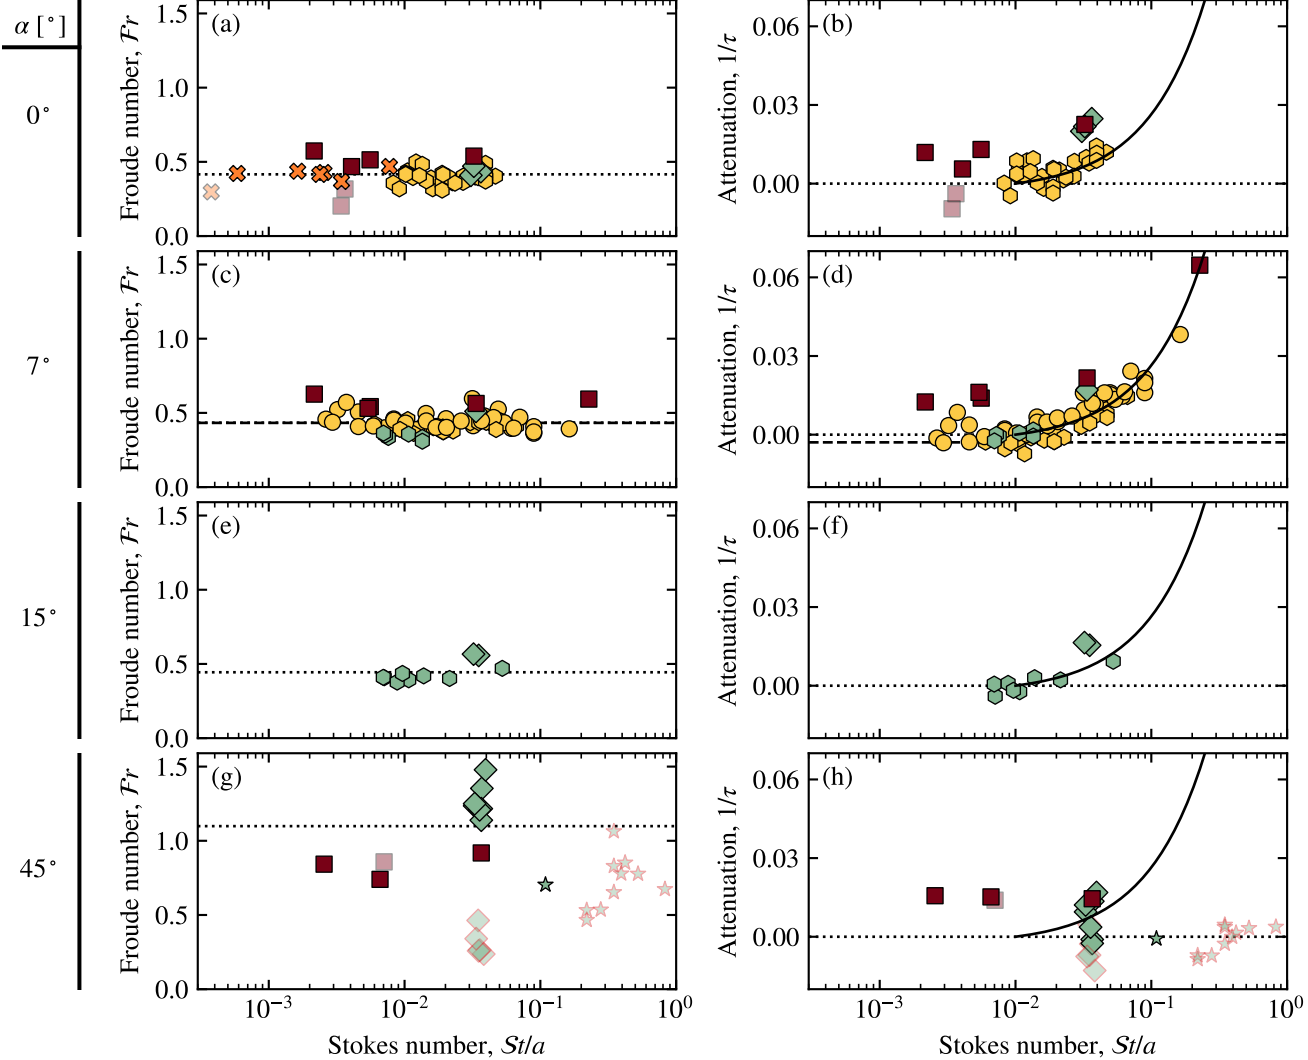 α [°]
0°
7°
15°
45°
(a)
Froude number, Fr
1.5
1.0
0.5
0.0
(b)
Attenuation, 1/τ
0.06
0.03
0.00
(c)
Froude number, Fr
1.5
1.0
0.5
0.0
(d)
Attenuation, 1/τ
0.06
0.03
0.00
(e)
Froude number, Fr
1.5
1.0
0.5
0.0
(f)
Attenuation, 1/τ
0.06
0.03
0.00
(g)
Froude number, Fr
1.5
1.0
0.5
0.0
10⁻³ 10⁻² 10⁻¹ 10⁰
Stokes number, St/a
(h)
Attenuation, 1/τ
0.06
0.03
0.00
10⁻³ 10⁻² 10⁻¹ 10⁰
Stokes number, St/a